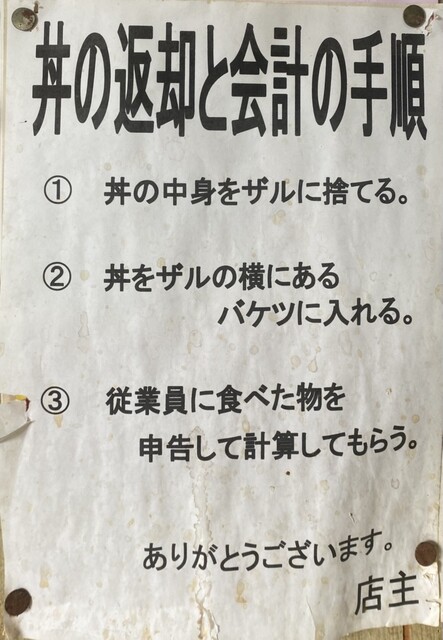 丼の返却と会計の手順
① 丼の中身をザルに捨てる。
② 丼をザルの横にある
バケツに入れる。
③ 従業員に食べた物を
申告して計算してもらう。
ありがとうございます。
店主